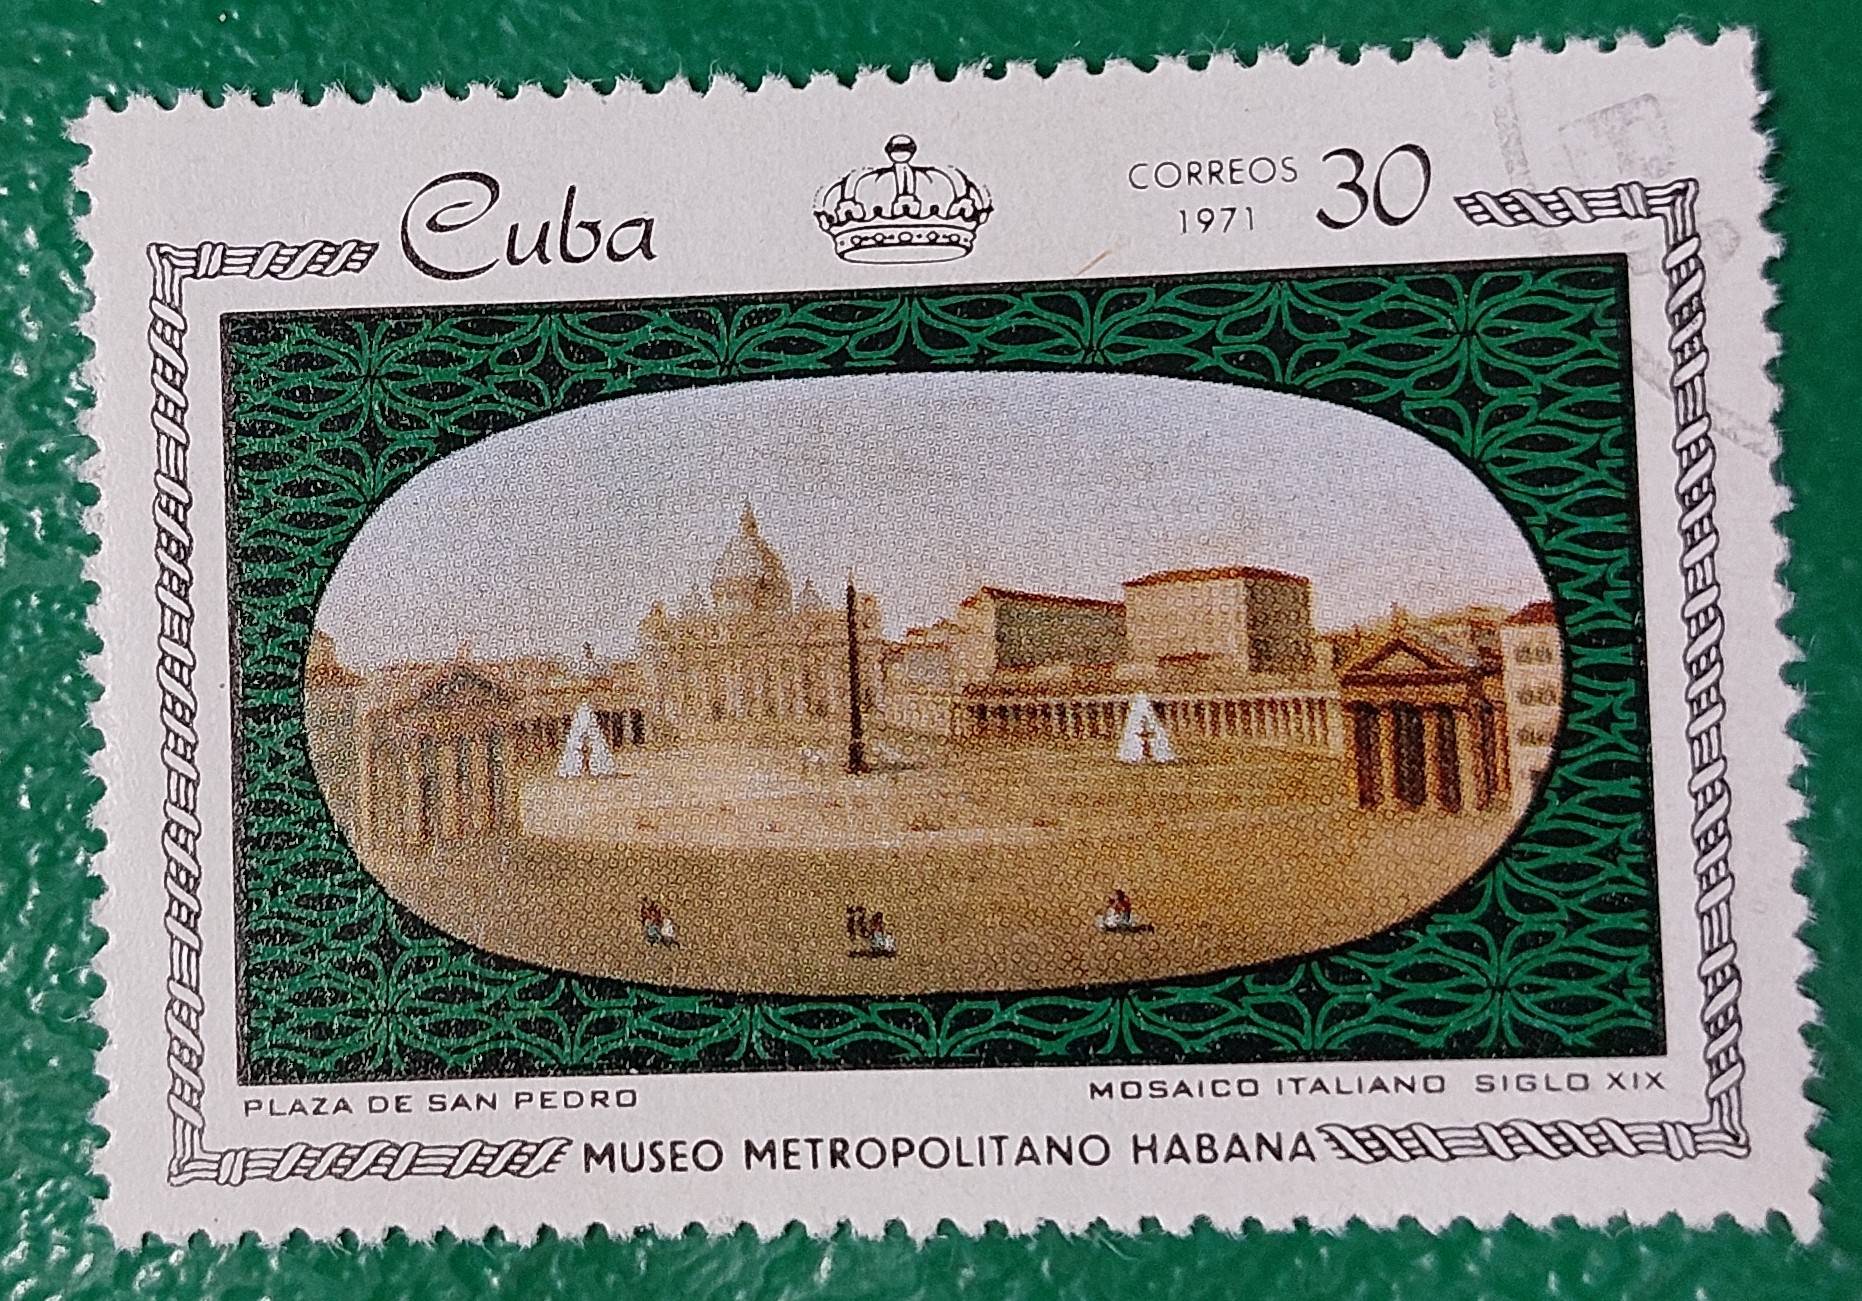 Cuba
CORREOS 30
1971
PLAZA DE SAN PEDRO
MOSAICO ITALIANO SIGLO XIX
MUSEO METROPOLITANO HABANA